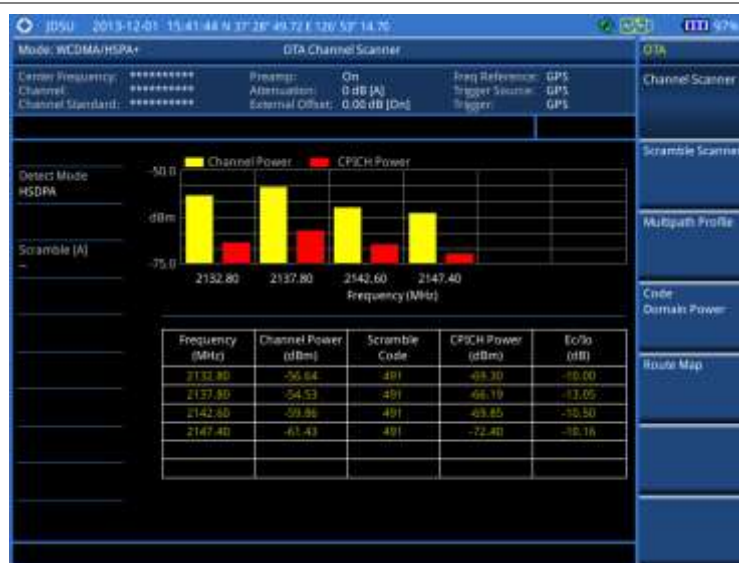 JDSU 2013-12-01 15:41:44 N 37° 28' 49.72 E 126° 53' 14.76 97%
Mode: WCDMA/HSPA+ OTA Channel Scanner OTA
Center Frequency: ********** Preamp: On Freq Reference: GPS
Channel: ********** Attenuation: 0 dB [A] Trigger Source: GPS
Channel Standard: ********** External Offset: 0.00 dB [On] Trigger: GPS
Channel Scanner
Scramble Scanner
Multipath Profile
Code
Domain Power
Route Map
Detect Mode
HSDPA
Scramble [A]
--
Channel Power CPICH Power
-50.0
dBm
-75.0
2132.80 2137.80 2142.60 2147.40
Frequency (MHz)
Frequency Channel Power Scramble CPICH Power Ec/Io
(MHz) (dBm) Code (dBm) (dB)
2132.80 -56.64 491 -69.30 -10.00
2137.80 -54.53 491 -66.19 -13.05
2142.60 -59.86 491 -69.85 -10.50
2147.40 -61.43 491 -72.40 -10.16